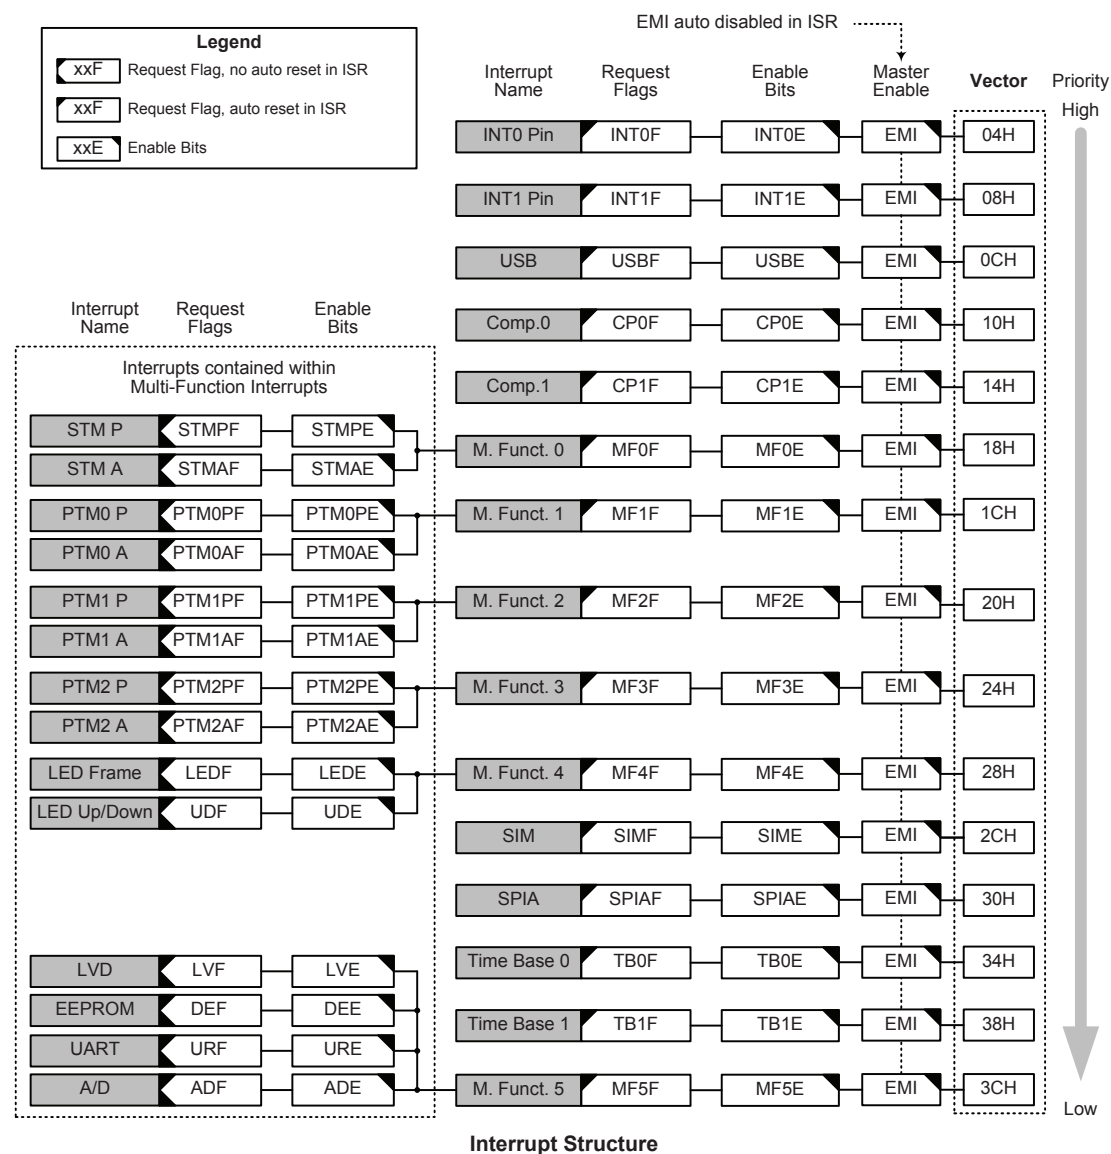 EMI auto disabled in ISR
Legend
xxF Request Flag, no auto reset in ISR
xxF Request Flag, auto reset in ISR
xxE Enable Bits
Interrupt Name Request Flags Enable Bits Master Enable Vector Priority
High
INT0 Pin INT0F INT0E EMI 04H
INT1 Pin INT1F INT1E EMI 08H
USB USBF USBE EMI 0CH
Comp.0 CP0F CP0E EMI 10H
Comp.1 CP1F CP1E EMI 14H
M. Funct. 0 MF0F MF0E EMI 18H
M. Funct. 1 MF1F MF1E EMI 1CH
M. Funct. 2 MF2F MF2E EMI 20H
M. Funct. 3 MF3F MF3E EMI 24H
M. Funct. 4 MF4F MF4E EMI 28H
SIM SIMF SIME EMI 2CH
SPIA SPIAF SPIAE EMI 30H
Time Base 0 TB0F TB0E EMI 34H
Time Base 1 TB1F TB1E EMI 38H
M. Funct. 5 MF5F MF5E EMI 3CH
Low
Interrupt Name Request Flags Enable Bits
Interrupts contained within
Multi-Function Interrupts
STM P STMPF STMPE
STM A STMAF STMAE
PTM0 P PTM0PF PTM0PE
PTM0 A PTM0AF PTM0AE
PTM1 P PTM1PF PTM1PE
PTM1 A PTM1AF PTM1AE
PTM2 P PTM2PF PTM2PE
PTM2 A PTM2AF PTM2AE
LED Frame LEDF LEDE
LED Up/Down UDF UDE
LVD LVF LVE
EEPROM DEF DEE
UART URF URE
A/D ADF ADE
Interrupt Structure